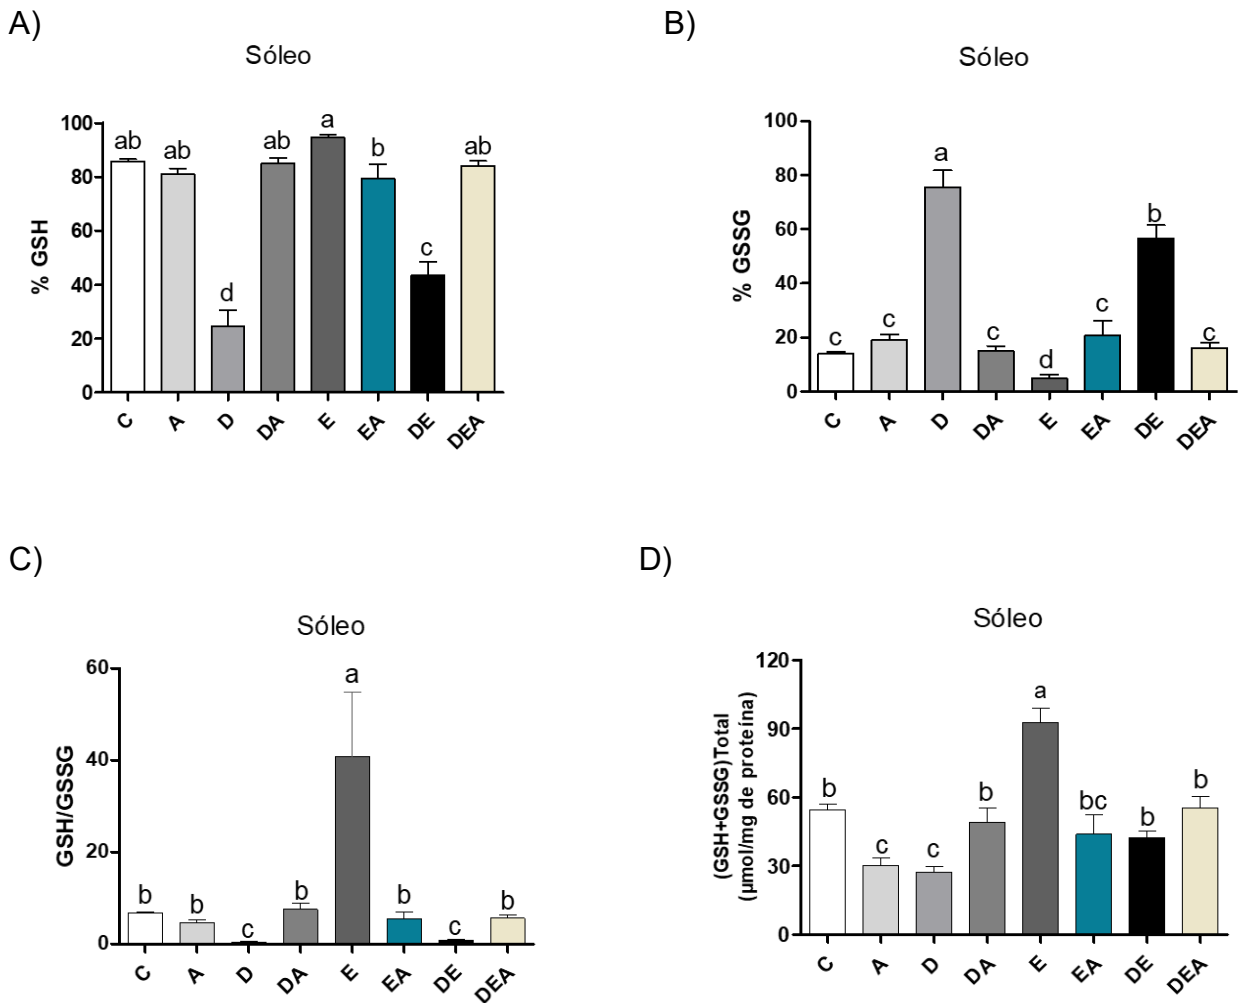 A)
Sóleo
% GSH
100
80
60
40
20
0
ab
ab
d
ab
a
b
c
ab
C
A
D
DA
E
EA
DE
DEA
B)
Sóleo
% GSSG
100
80
60
40
20
0
c
c
a
c
d
c
b
c
C
A
D
DA
E
EA
DE
DEA
C)
Sóleo
GSH/GSSG
60
40
20
0
b
b
c
b
a
b
c
b
C
A
D
DA
E
EA
DE
DEA
D)
Sóleo
(GSH+GSSG)Total
(µmol/mg de proteína)
120
90
60
30
0
b
c
c
b
a
bc
b
b
C
A
D
DA
E
EA
DE
DEA